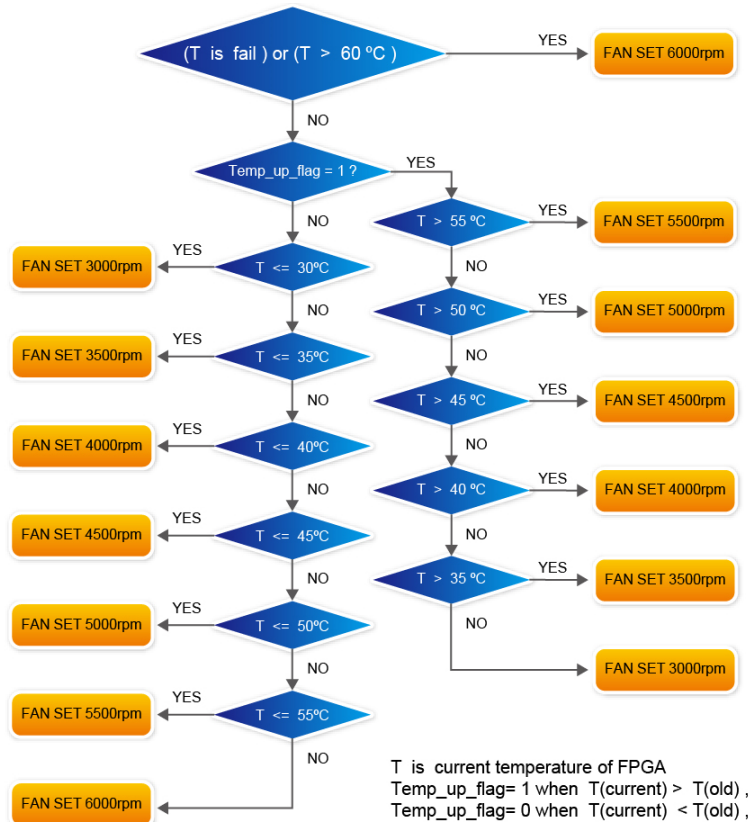 (T is fail ) or (T > 60 ºC )
YES
FAN SET 6000rpm
NO
Temp_up_flag = 1 ?
YES
NO
T > 55 ºC
YES
FAN SET 5500rpm
NO
T <= 30ºC
YES
FAN SET 3000rpm
NO
T > 50 ºC
YES
FAN SET 5000rpm
NO
T <= 35ºC
YES
FAN SET 3500rpm
NO
T > 45 ºC
YES
FAN SET 4500rpm
NO
T <= 40ºC
YES
FAN SET 4000rpm
NO
T > 40 ºC
YES
FAN SET 4000rpm
NO
T <= 45ºC
YES
FAN SET 4500rpm
NO
T > 35 ºC
YES
FAN SET 3500rpm
NO
FAN SET 3000rpm
T <= 50ºC
YES
FAN SET 5000rpm
NO
T <= 55ºC
YES
FAN SET 5500rpm
NO
FAN SET 6000rpm
T is current temperature of FPGA
Temp_up_flag= 1 when T(current) > T(old) ,
Temp_up_flag= 0 when T(current) < T(old) ,